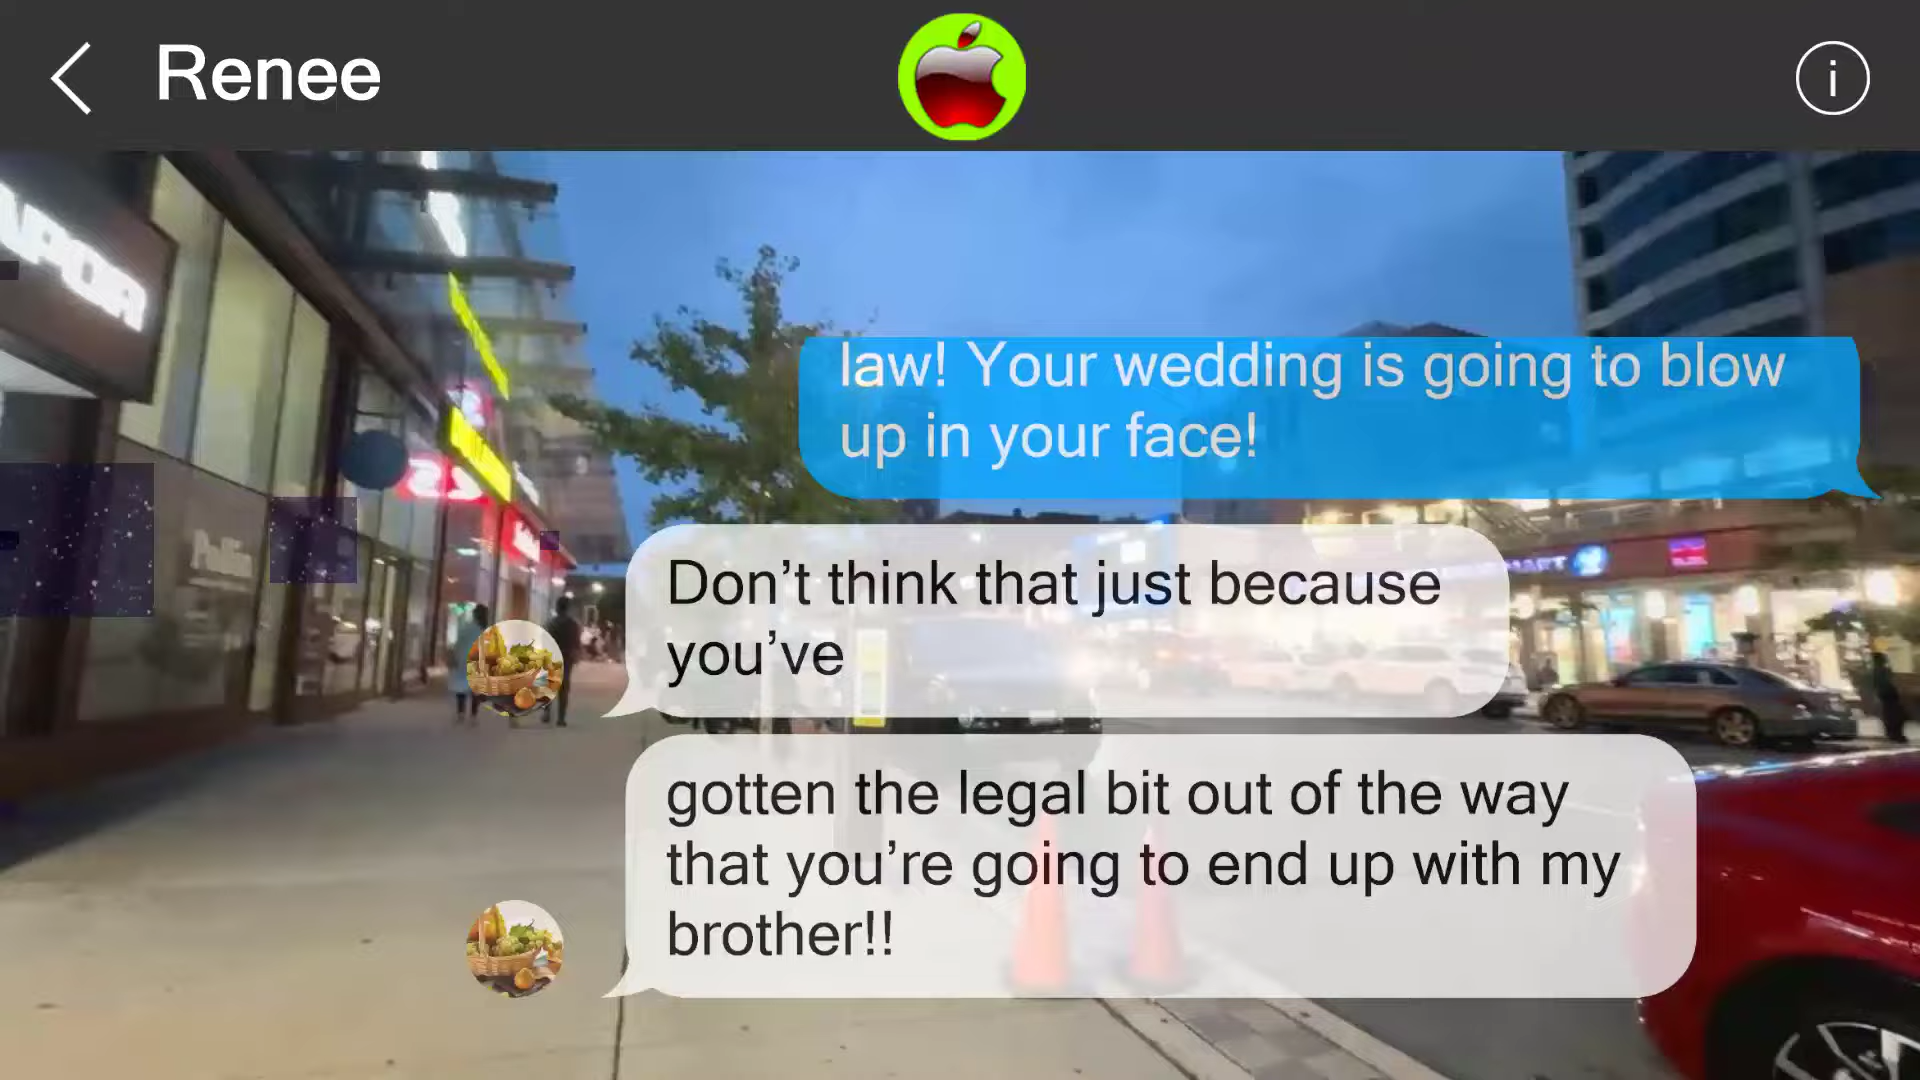 Renee
i
law! Your wedding is going to blow
up in your face!
Don’t think that just because
you’ve
gotten the legal bit out of the way
that you’re going to end up with my
brother!!